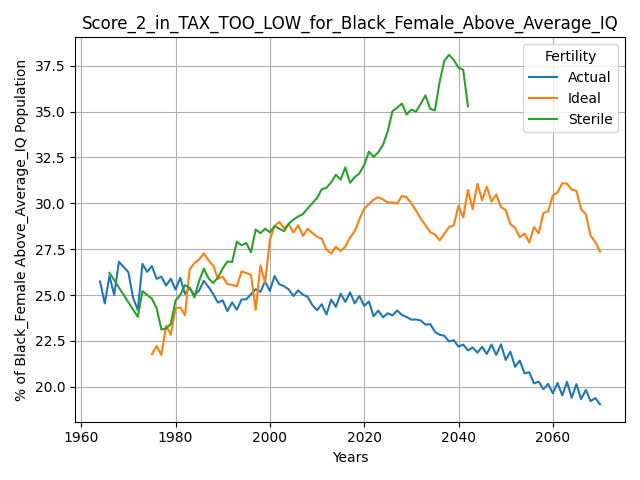 Score_2_in_TAX_TOO_LOW_for_Black_Female_Above_Average_IQ
Fertility
Actual
Ideal
Sterile
% of Black_Female Above_Average_IQ Population
37.5
35.0
32.5
30.0
27.5
25.0
22.5
20.0
1960 1980 2000 2020 2040 2060
Years